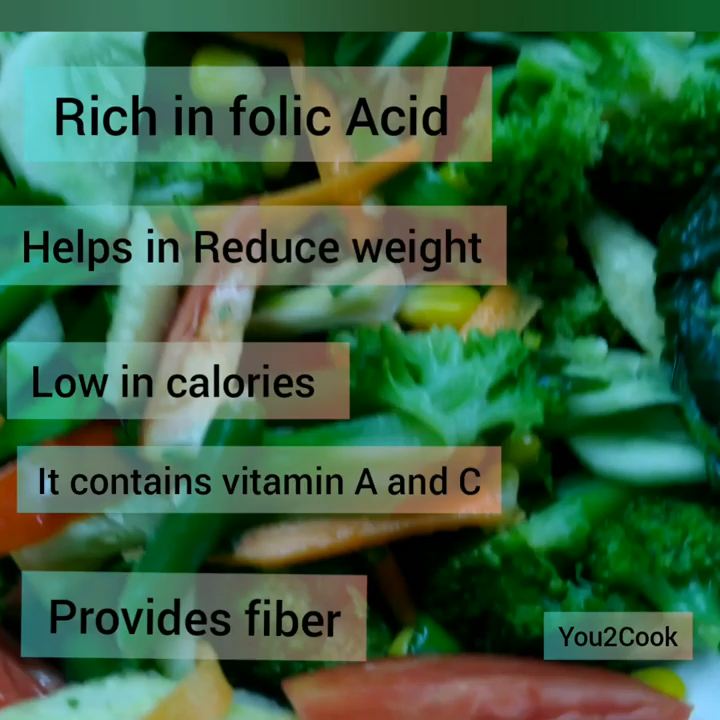 Rich in folic Acid
Helps in Reduce weight
Low in calories
It contains vitamin A and C
Provides fiber
You2Cook